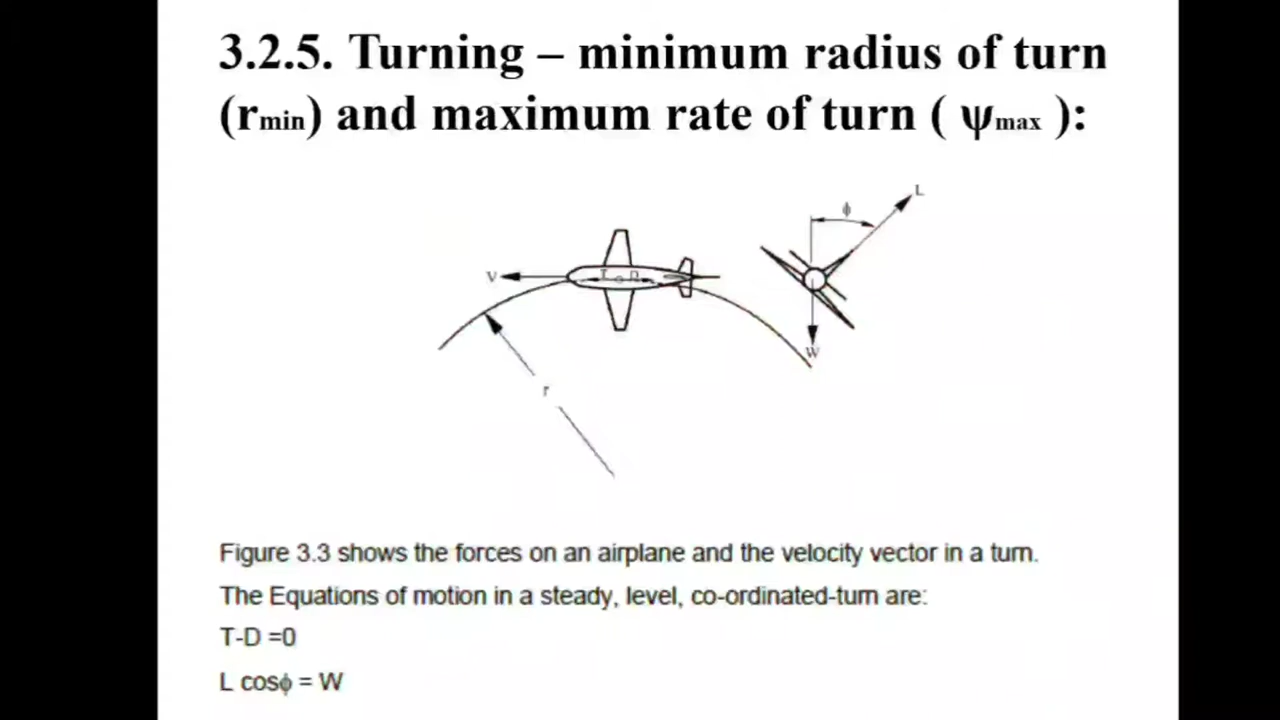 3.2.5. Turning – minimum radius of turn
(rmin) and maximum rate of turn ( ψmax ):
L
ϕ
V
T
D
W
r
Figure 3.3 shows the forces on an airplane and the velocity vector in a turn.
The Equations of motion in a steady, level, co-ordinated-turn are:
T-D =0
L cosϕ = W